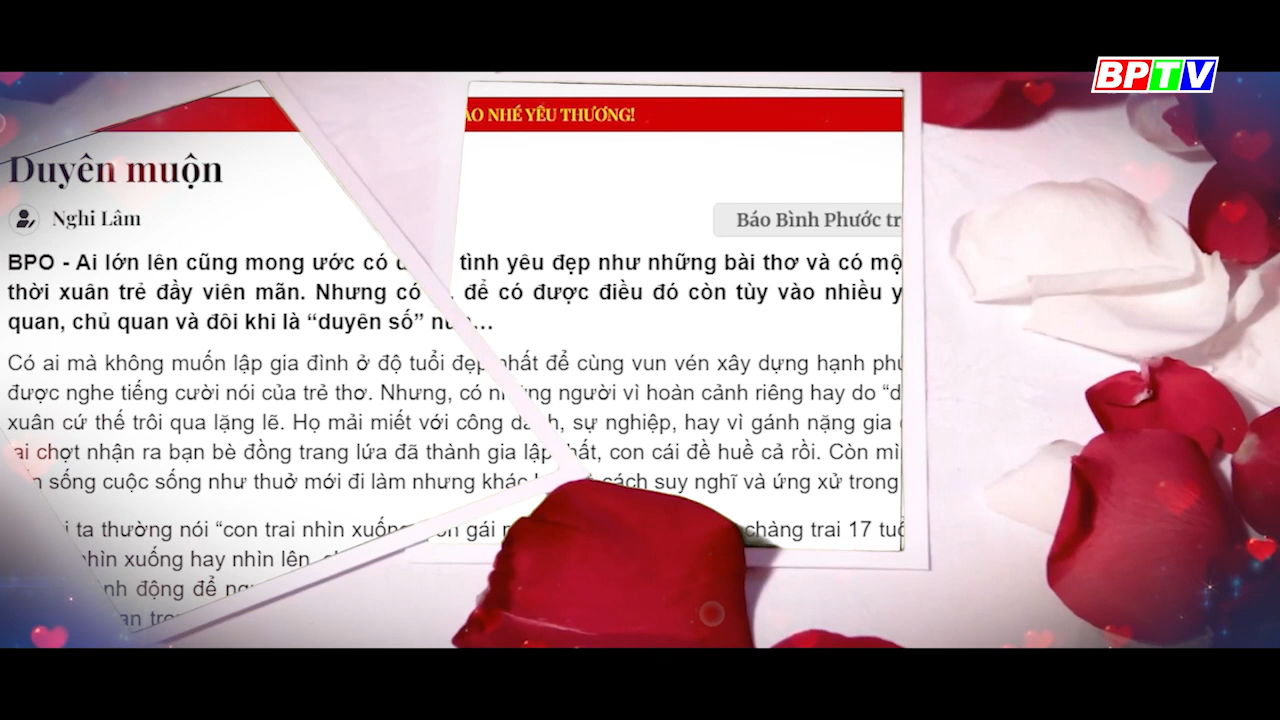 BPTV
NHÉ YÊU THƯƠNG!
Duyên muộn
Nghi Lâm
Báo Bình Phước
BPO - Ai lớn lên cũng mong ước có tình yêu đẹp như những bài thơ và có
thời xuân trẻ đầy viên mãn. Nhưng có để có được điều đó còn tùy vào nhiều
quan, chủ quan và đôi khi là “duyên số”
Có ai mà không muốn lập gia đình ở độ tuổi đẹp nhất để cùng vun vén xây dựng hạnh
được nghe tiếng cười nói của trẻ thơ. Nhưng, có những người vì hoàn cảnh riêng hay do
xuân cứ thế trôi qua lặng lẽ. Họ mải miết với công danh, sự nghiệp, hay vì gánh nặng gia
chợt nhận ra bạn bè đồng trang lứa đã thành gia lập thất, con cái đề huề cả rồi. Còn
sống cuộc sống như thuở mới đi làm nhưng khác cách suy nghĩ và ứng xử trong
ta thường nói “con trai nhìn xuống, gái chàng trai 17
nhìn xuống hay nhìn lên,
động để